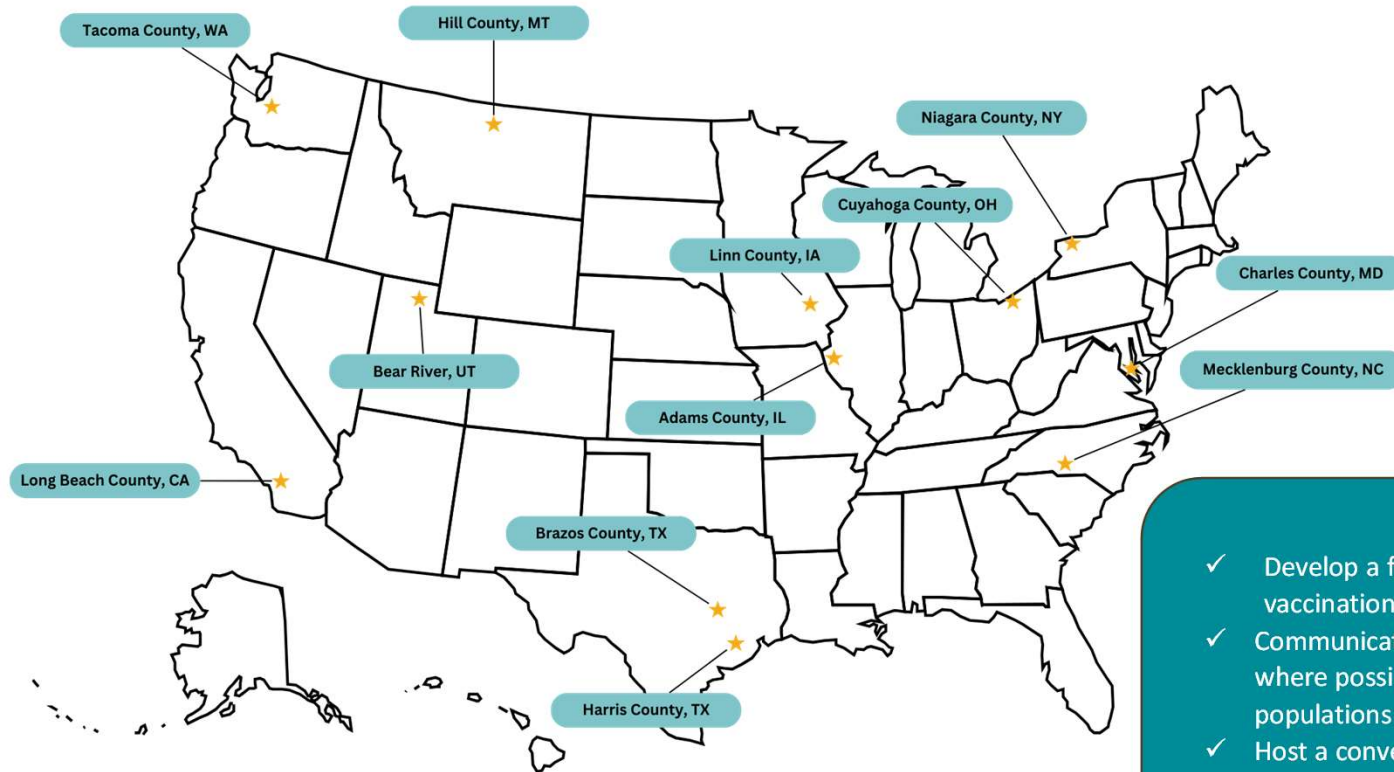 Hill County, MT
Tacoma County, WA
Niagara County, NY
Cuyahoga County, OH
Linn County, IA
Charles County, MD
Bear River, UT
Mecklenburg County, NC
Adams County, IL
Long Beach County, CA
Brazos County, TX
Harris County, TX
✓ Develop a f
vaccination
✓ Communicat
where possi
populations
✓ Host a conve